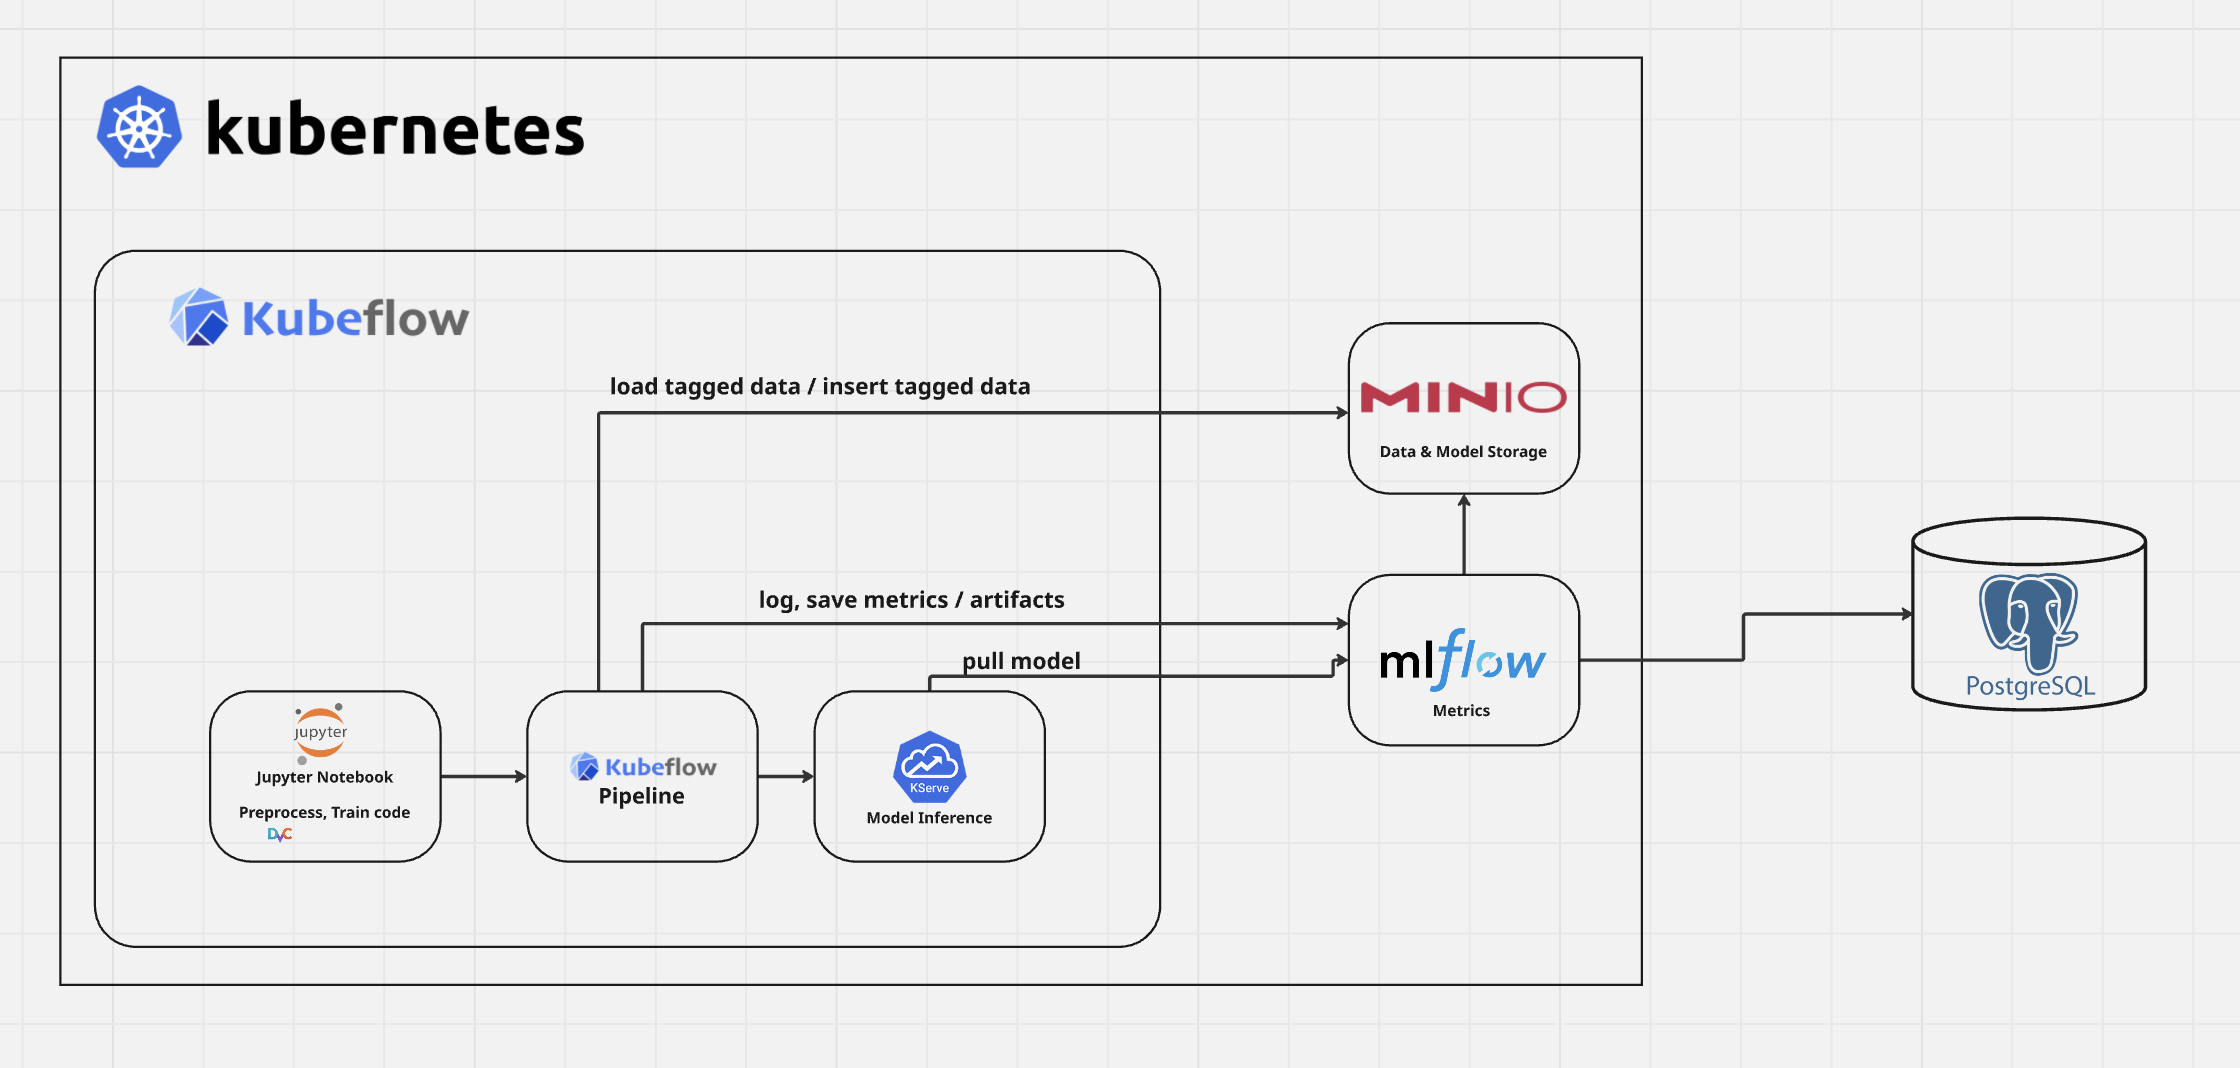 kubernetes
Kubeflow
load tagged data / insert tagged data
MINIO
Data & Model Storage
log, save metrics / artifacts
pull model
mlflow
Metrics
PostgreSQL
jupyter
Jupyter Notebook
Preprocess, Train code
DVC
Kubeflow
Pipeline
KServe
Model Inference